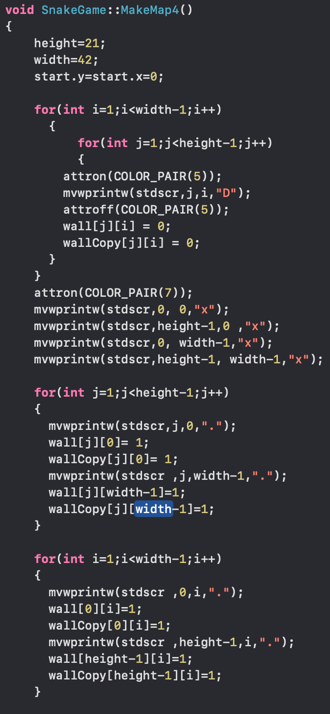 void SnakeGame::MakeMap4()
{
    height=21;
    width=42;
    start.y=start.x=0;

    for(int i=1;i<width-1;i++)
      {
          for(int j=1;j<height-1;j++)
          {
        attron(COLOR_PAIR(5));
        mvwprintw(stdscr,j,i,"D");
        attroff(COLOR_PAIR(5));
        wall[j][i] = 0;
        wallCopy[j][i] = 0;
      }
    }
    attron(COLOR_PAIR(7));
    mvwprintw(stdscr,0, 0,"x");
    mvwprintw(stdscr,height-1,0 ,"x");
    mvwprintw(stdscr,0, width-1,"x");
    mvwprintw(stdscr,height-1, width-1,"x");

    for(int j=1;j<height-1;j++)
    {
      mvwprintw(stdscr,j,0,".");
      wall[j][0]= 1;
      wallCopy[j][0]= 1;
      mvwprintw(stdscr ,j,width-1,".");
      wall[j][width-1]=1;
      wallCopy[j][width-1]=1;
    }

    for(int i=1;i<width-1;i++)
    {
      mvwprintw(stdscr ,0,i,".");
      wall[0][i]=1;
      wallCopy[0][i]=1;
      mvwprintw(stdscr ,height-1,i,".");
      wall[height-1][i]=1;
      wallCopy[height-1][i]=1;
    }